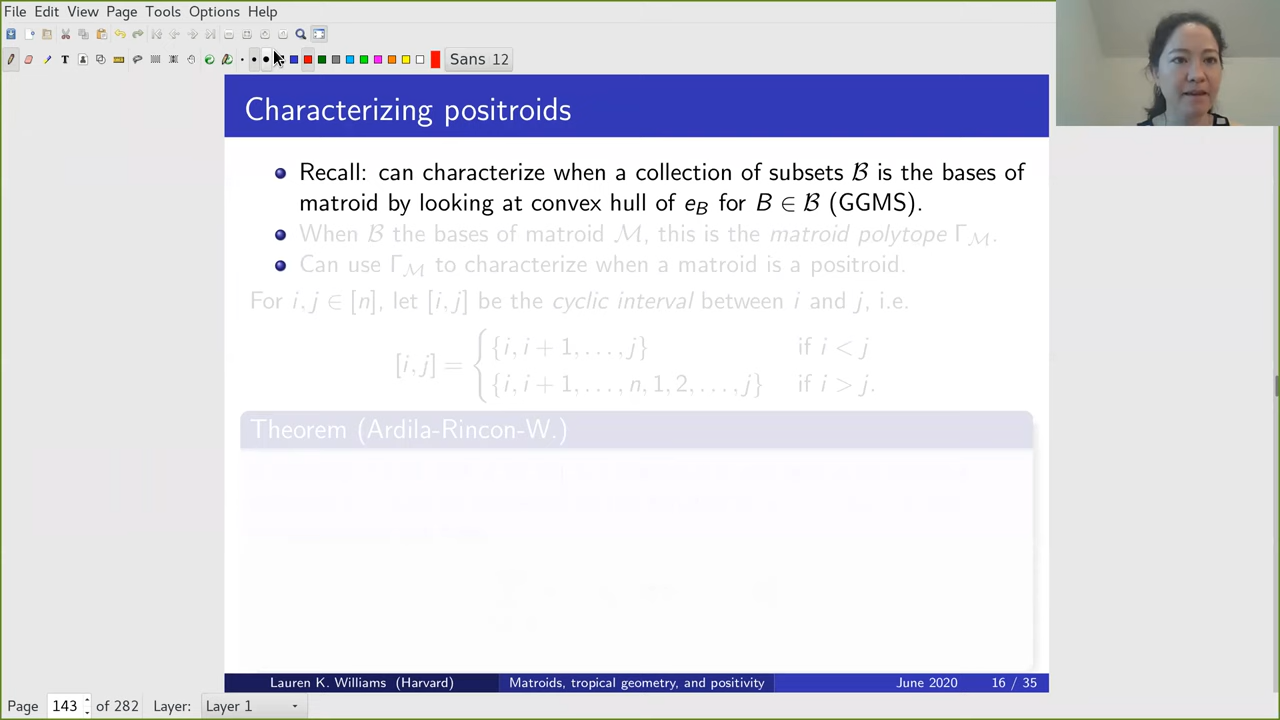 File Edit View Page Tools Options Help
Sans 12
Characterizing positroids
Recall: can characterize when a collection of subsets ℬ is the bases of
matroid by looking at convex hull of e_B for B ∈ ℬ (GGMS).
When ℬ the bases of matroid ℳ, this is the matroid polytope Γ_ℳ.
Can use Γ_ℳ to characterize when a matroid is a positroid.
For i, j ∈ [n], let [i, j] be the cyclic interval between i and j, i.e.
[i, j] = { {i, i + 1, . . . , j} if i < j
{i, i + 1, . . . , n, 1, 2, . . . , j} if i > j.
Theorem (Ardila-Rincon-W.)
Lauren K. Williams (Harvard) Matroids, tropical geometry, and positivity June 2020 16 / 35
Page 143 of 282 Layer: Layer 1